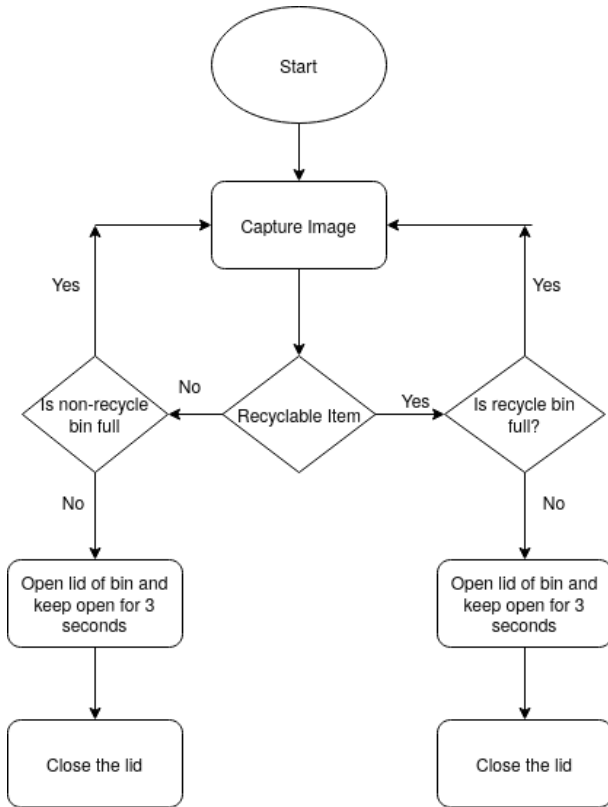 Start
Capture Image
Yes
Yes
Is non-recycle
bin full
No
Recyclable Item
Yes
Is recycle bin
full?
No
No
Open lid of bin and
keep open for 3
seconds
Open lid of bin and
keep open for 3
seconds
Close the lid
Close the lid